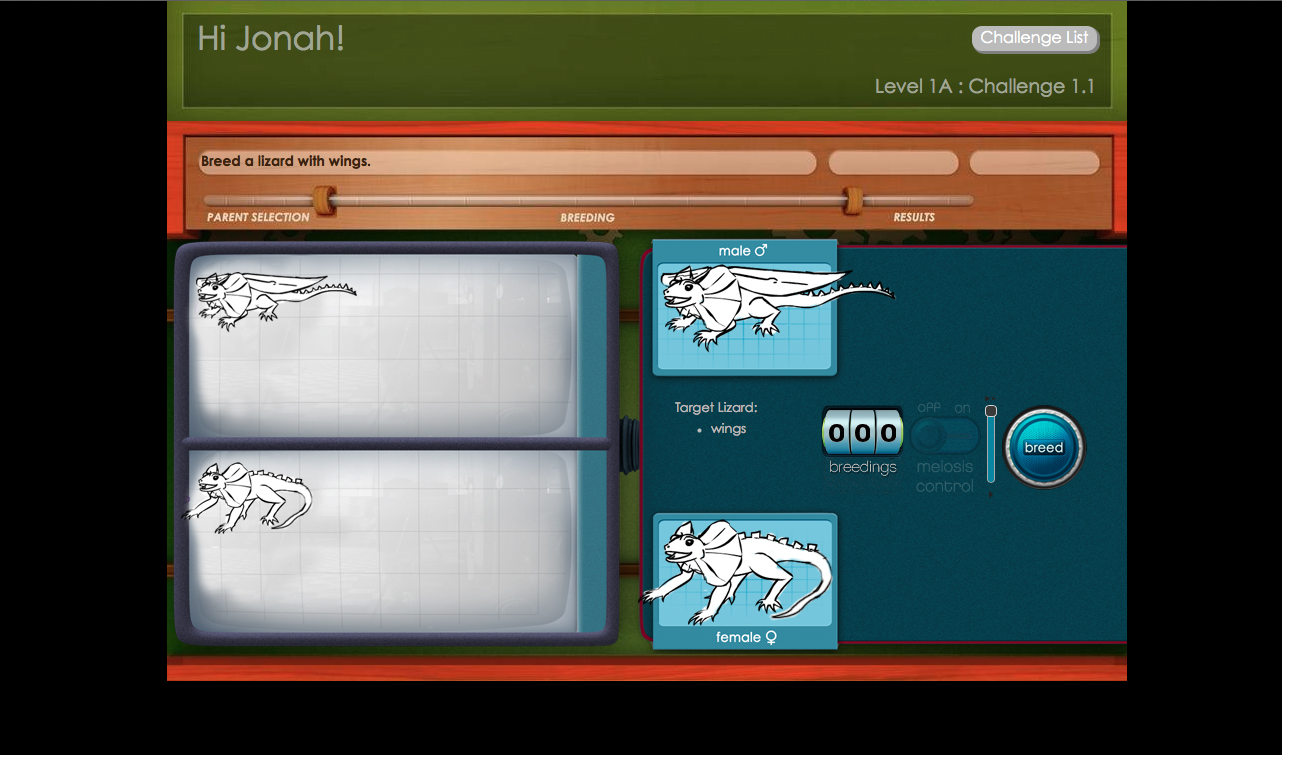 Hi Jonah!
Challenge List
Level 1A : Challenge 1.1
Breed a lizard with wings.
PARENT SELECTION
BREEDING
RESULTS
male ♂
Target Lizard:
• wings
000
breedings
off on
meiosis
control
breed
female ♀